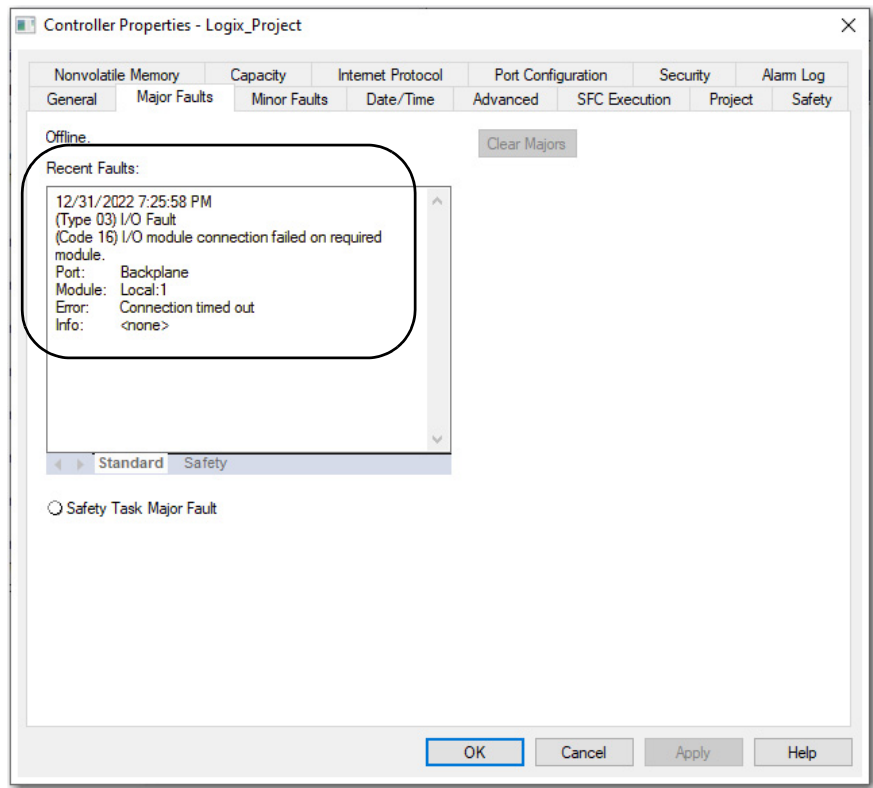 Controller Properties - Logix_Project
Nonvolatile Memory Capacity Internet Protocol Port Configuration Security Alarm Log
General Major Faults Minor Faults Date/Time Advanced SFC Execution Project Safety
Offline.
Clear Majors
Recent Faults:
12/31/2022 7:25:58 PM
(Type 03) I/O Fault
(Code 16) I/O module connection failed on required
module.
Port: Backplane
Module: Local:1
Error: Connection timed out
Info: <none>
Standard Safety
Safety Task Major Fault
OK Cancel Apply Help